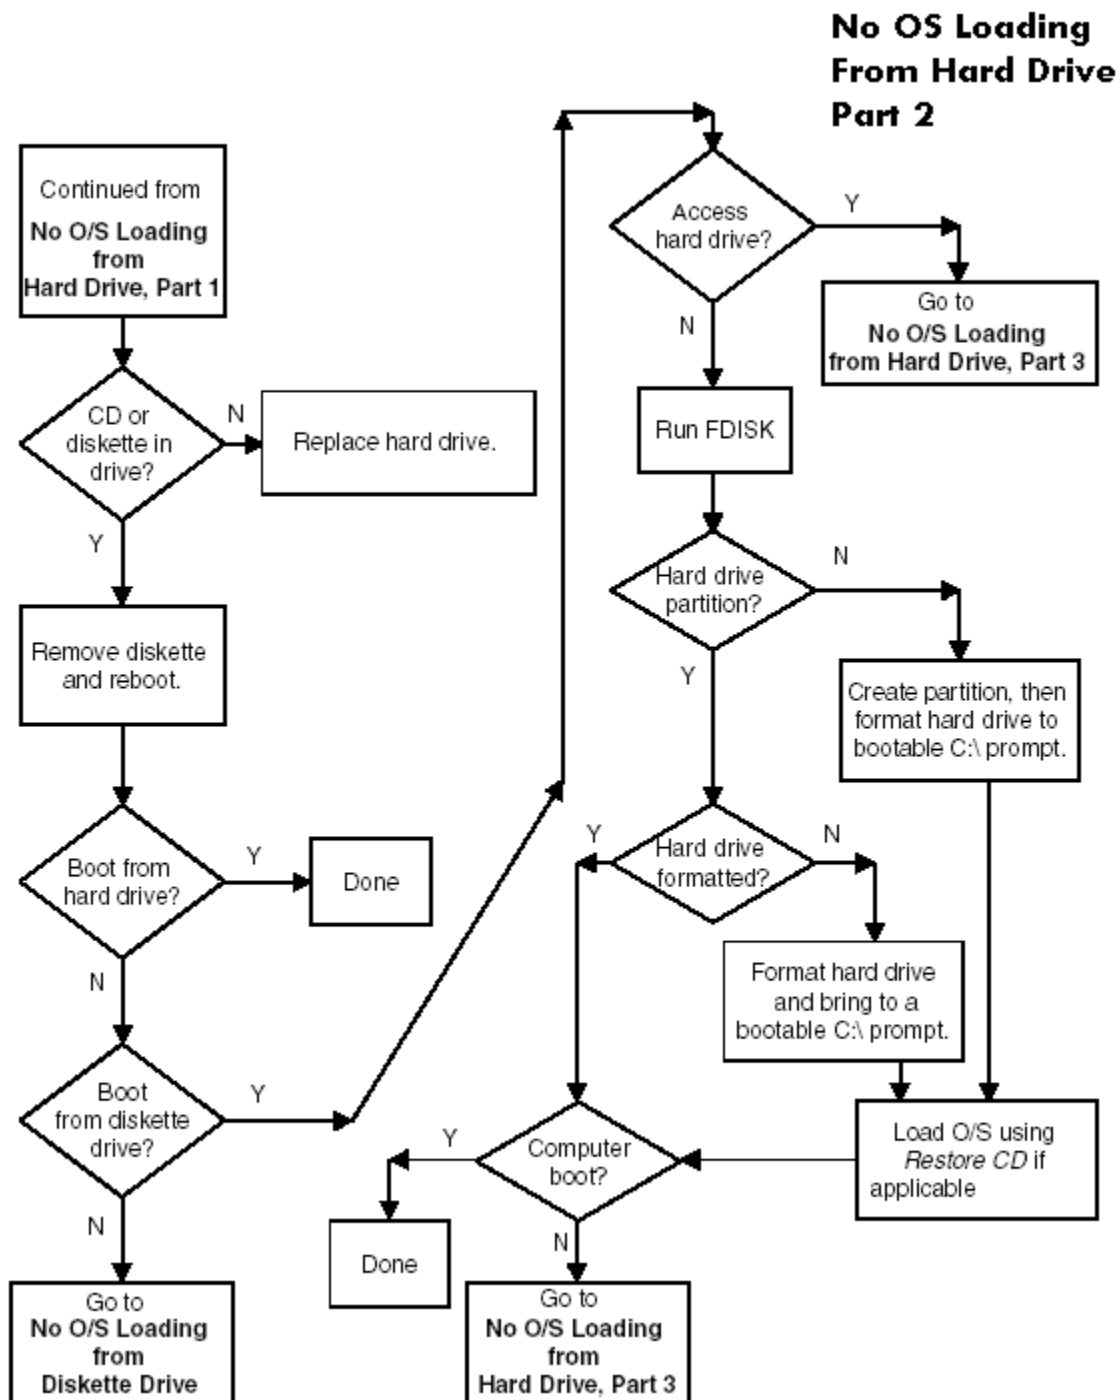 No OS Loading
From Hard Drive
Part 2
Continued from
No O/S Loading
from
Hard Drive, Part 1
CD or
diskette in
drive?
N
Replace hard drive.
Y
Remove diskette
and reboot.
Boot from
hard drive?
Y
Done
N
Boot
from diskette
drive?
Y
N
Go to
No O/S Loading
from
Diskette Drive
Access
hard drive?
Y
Go to
No O/S Loading
from Hard Drive, Part 3
N
Run FDISK
Hard drive
partition?
N
Create partition, then
format hard drive to
bootable C:\ prompt.
Y
Hard drive
formatted?
Y
N
Format hard drive
and bring to a
bootable C:\ prompt.
Load O/S using
Restore CD if
applicable
Computer
boot?
Y
Done
N
Go to
No O/S Loading
from
Hard Drive, Part 3